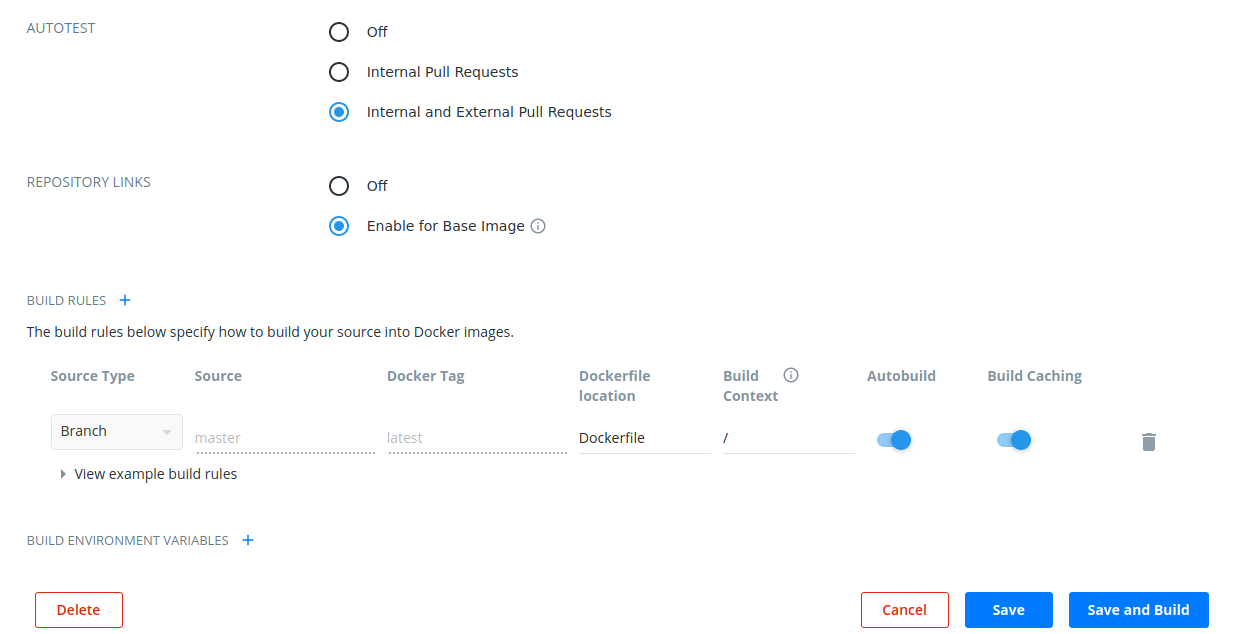 AUTOTEST
Off
Internal Pull Requests
Internal and External Pull Requests
REPOSITORY LINKS
Off
Enable for Base Image
BUILD RULES
The build rules below specify how to build your source into Docker images.
Source Type Source Docker Tag Dockerfile location Build Context Autobuild Build Caching
Branch master latest Dockerfile /
View example build rules
BUILD ENVIRONMENT VARIABLES
Delete Cancel Save Save and Build